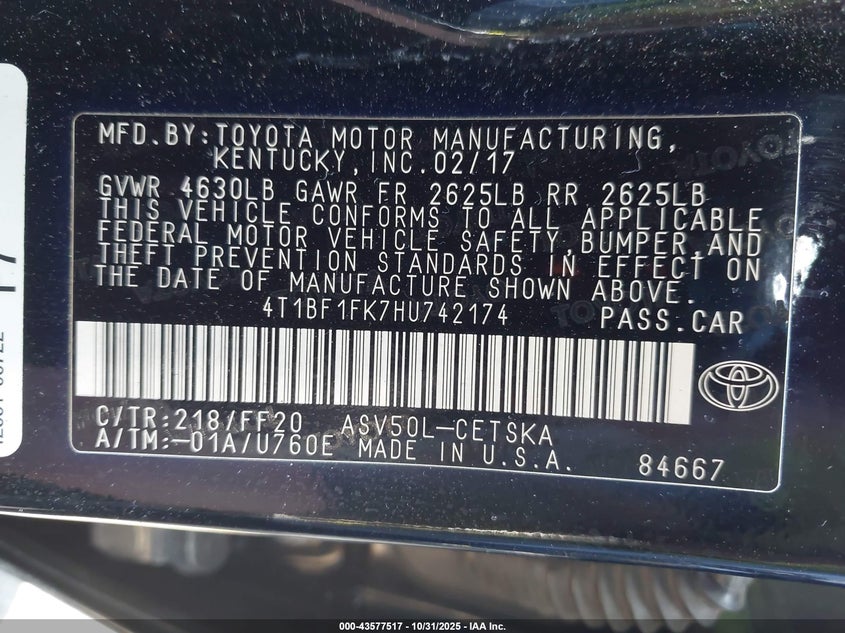 MFD.BY:TOYOTA MOTOR MANUFACTURING,
KENTUCKY, INC.02/17
GVWR 4630LB GAWR FR 2625LB RR 2625LB
THIS VEHICLE CONFORMS TO ALL APPLICABLE
FEDERAL MOTOR VEHICLE SAFETY, BUMPER, AND
THEFT PREVENTION STANDARDS IN EFFECT ON
THE DATE OF MANUFACTURE SHOWN ABOVE.
4T1BF1FK7HU742174 PASS.CAR
C/TR:218/FF20 ASV50L-CETSKA
A/TM:-01A/U760E MADE IN U.S.A. 84667
000-43577517 - 10/31/2025 - IAA Inc.